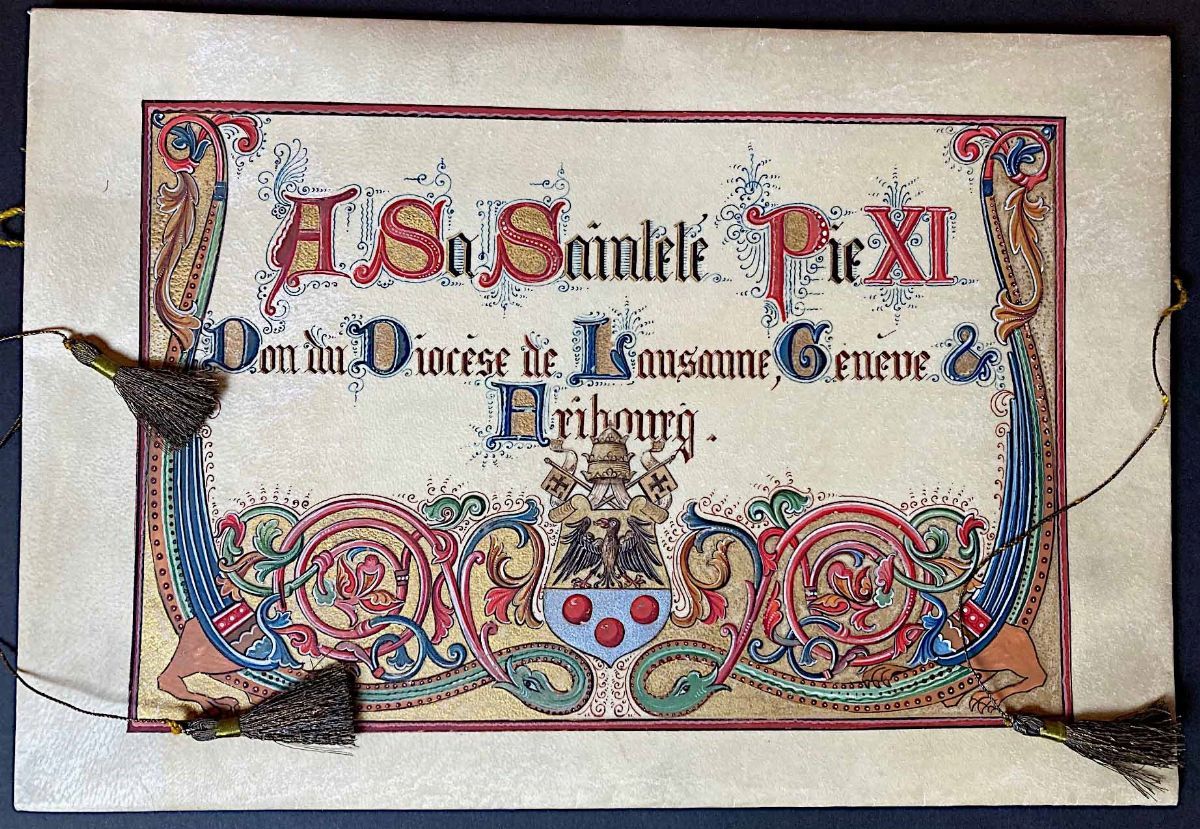 A Sa Sainteté Pie XI
Don du Diocèse de Lausanne, Genève &
Fribourg.